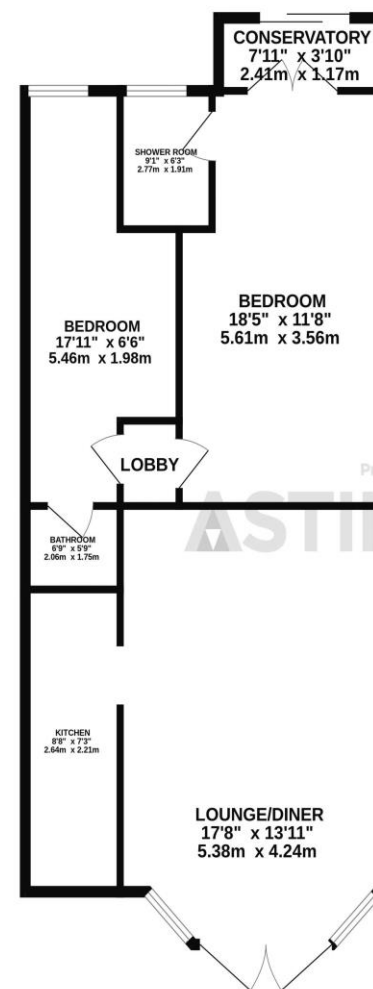 CONSERVATORY
7'11" x 3'10"
2.41m x 1.17m
SHOWER ROOM
9'1" x 6'3"
2.77m x 1.91m
BEDROOM
17'11" x 6'6"
5.46m x 1.98m
BEDROOM
18'5" x 11'8"
5.61m x 3.56m
LOBBY
BATHROOM
6'9" x 5'9"
2.06m x 1.75m
KITCHEN
8'8" x 7'3"
2.64m x 2.21m
LOUNGE/DINER
17'8" x 13'11"
5.38m x 4.24m